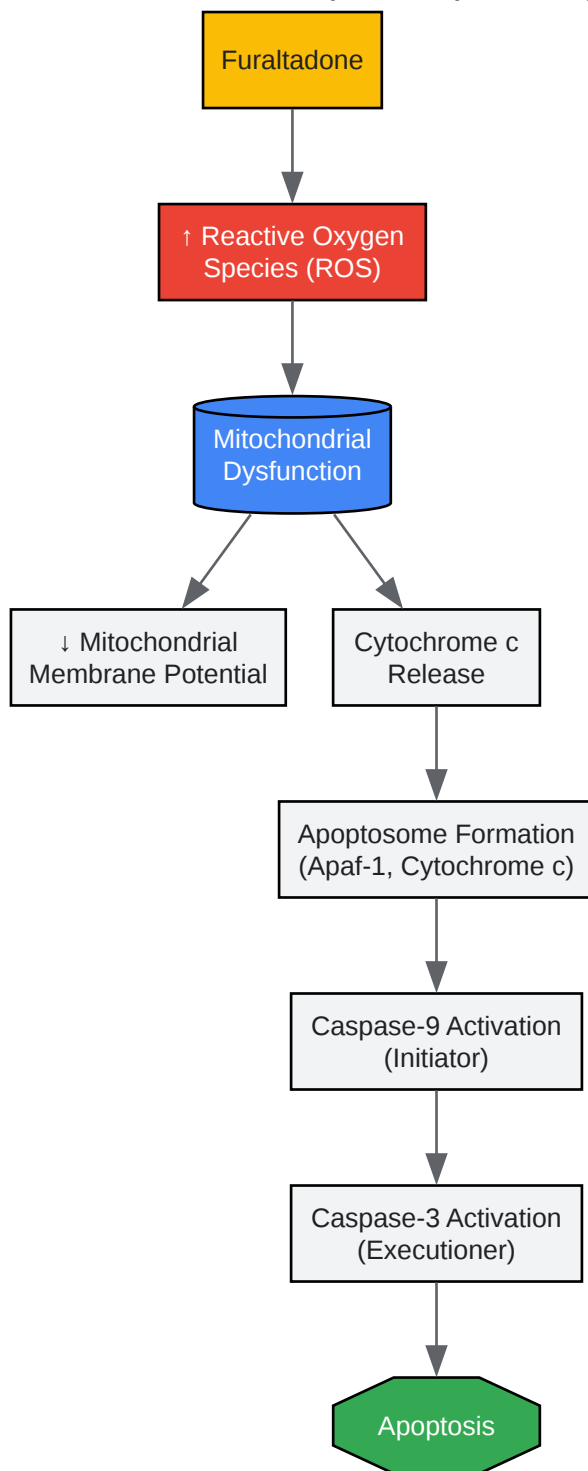 Furaltadone
↑ Reactive Oxygen
Species (ROS)
Mitochondrial
Dysfunction
↓ Mitochondrial
Membrane Potential
Cytochrome c
Release
Apoptosome Formation
(Apaf-1, Cytochrome c)
Caspase-9 Activation
(Initiator)
Caspase-3 Activation
(Executioner)
Apoptosis